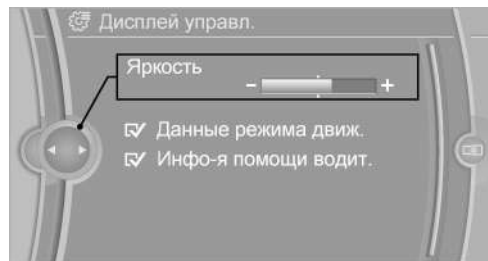 Дисплей управл.
Яркость
- +
Данные режима движ.
Инфо-я помощи водит.